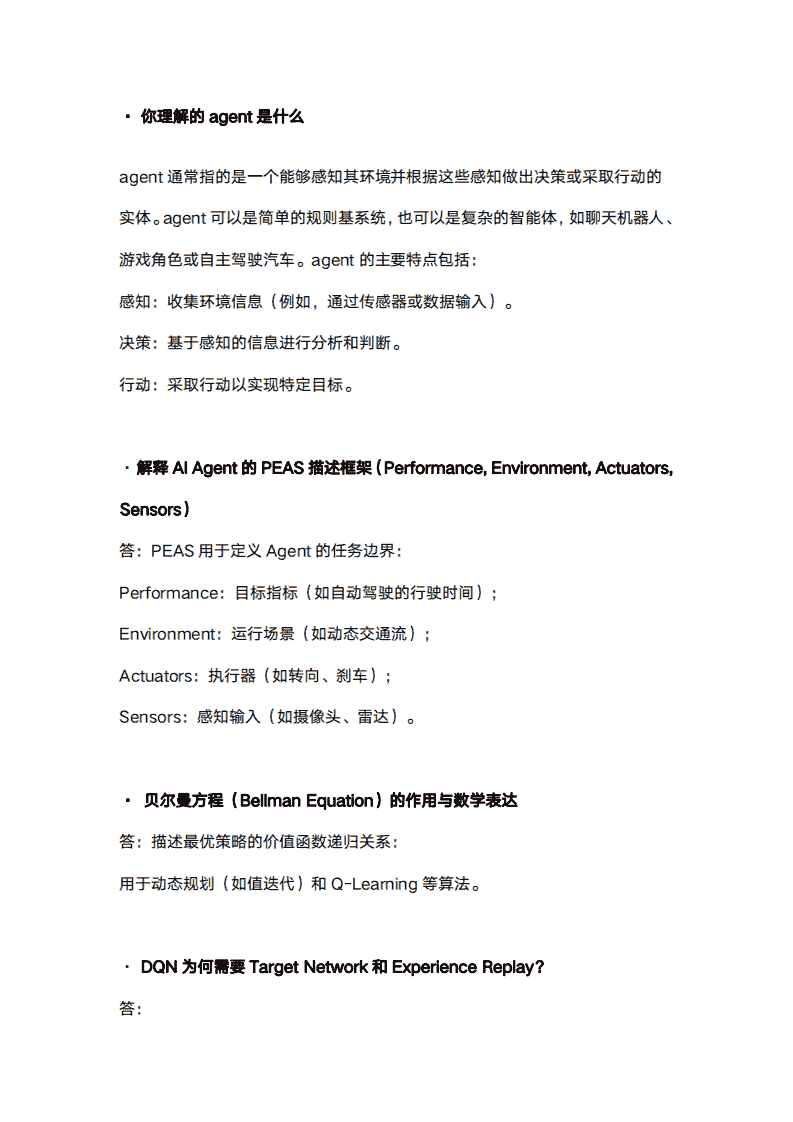 · 你理解的 agent 是什么
agent 通常指的是一个能够感知其环境并根据这些感知做出决策或采取行动的
实体。agent 可以是简单的规则基系统，也可以是复杂的智能体，如聊天机器人、
游戏角色或自主驾驶汽车。agent 的主要特点包括：
感知：收集环境信息（例如，通过传感器或数据输入）。
决策：基于感知的信息进行分析和判断。
行动：采取行动以实现特定目标。
· 解释 AI Agent 的 PEAS 描述框架（Performance, Environment, Actuators,
Sensors）
答：PEAS 用于定义 Agent 的任务边界：
Performance：目标指标（如自动驾驶的行驶时间）；
Environment：运行场景（如动态交通流）；
Actuators：执行器（如转向、刹车）；
Sensors：感知输入（如摄像头、雷达）。
· 贝尔曼方程（Bellman Equation）的作用与数学表达
答：描述最优策略的价值函数递归关系：
用于动态规划（如值迭代）和 Q-Learning 等算法。
· DQN 为何需要 Target Network 和 Experience Replay？
答：